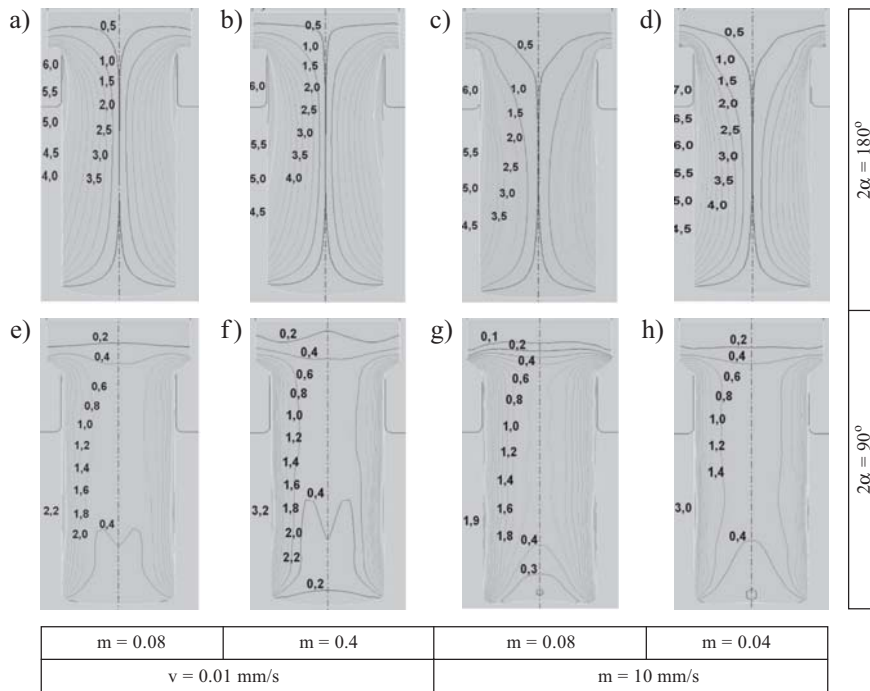 a) b) c) d)
0,5 0,5 0,5 0,5
6,0 1,0 1,5 2,0 5,5 5,0 2,5 4,5 3,0 4,0 3,5
6,0 1,0 1,5 2,0 2,5 5,5 3,0 3,5 5,0 4,0 4,5
6,0 1,0 1,5 2,0 5,5 2,5 5,0 3,0 4,5 3,5
7,0 1,0 1,5 2,0 6,5 2,5 6,0 3,0 5,5 3,5 5,0 4,0 4,5
2α = 180º
e) f) g) h)
0,2 0,4 0,6 0,8 1,0 1,2 1,4 1,6 1,8 2,2 2,0 0,4
0,2 0,4 0,6 0,8 1,0 1,2 1,4 1,6 0,4 1,8 3,2 2,0 2,2 0,2
0,1 0,2 0,4 0,6 0,8 1,0 1,2 1,4 1,6 1,9 1,8 0,4 0,3
0,2 0,4 0,6 0,8 1,0 1,2 1,4 3,0 0,4
2α = 90º
m = 0.08 m = 0.4 m = 0.08 m = 0.04
v = 0.01 mm/s m = 10 mm/s